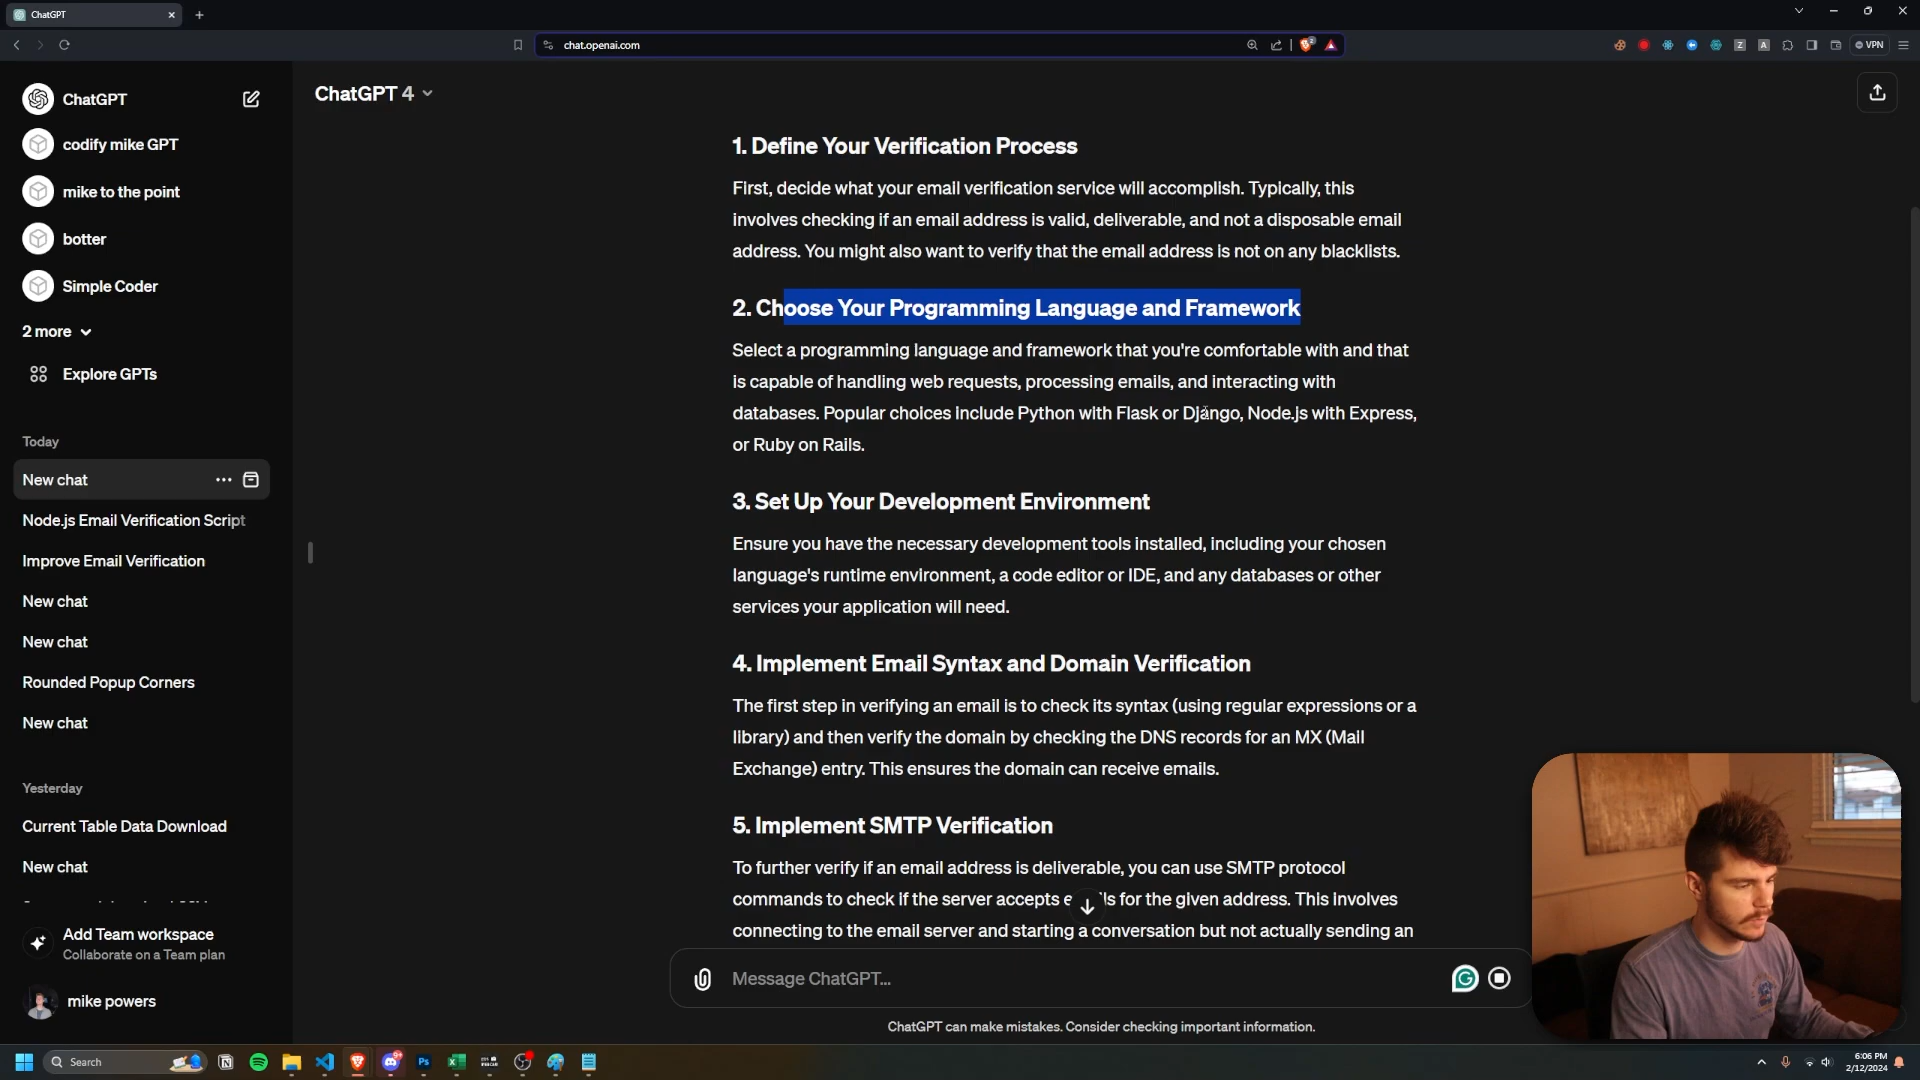 ChatGPT
chat.openai.com
2
Z
A
VPN
ChatGPT
codify mike GPT
mike to the point
botter
Simple Coder
2 more
Explore GPTs
Today
New chat
Node.js Email Verification Script
Improve Email Verification
New chat
New chat
Rounded Popup Corners
New chat
Yesterday
Current Table Data Download
New chat
Add Team workspace
Collaborate on a Team plan
mike powers
ChatGPT 4
1. Define Your Verification Process
First, decide what your email verification service will accomplish. Typically, this
involves checking if an email address is valid, deliverable, and not a disposable email
address. You might also want to verify that the email address is not on any blacklists.
2. Choose Your Programming Language and Framework
Select a programming language and framework that you're comfortable with and that
is capable of handling web requests, processing emails, and interacting with
databases. Popular choices include Python with Flask or Django, Node.js with Express,
or Ruby on Rails.
3. Set Up Your Development Environment
Ensure you have the necessary development tools installed, including your chosen
language's runtime environment, a code editor or IDE, and any databases or other
services your application will need.
4. Implement Email Syntax and Domain Verification
The first step in verifying an email is to check its syntax (using regular expressions or a
library) and then verify the domain by checking the DNS records for an MX (Mail
Exchange) entry. This ensures the domain can receive emails.
5. Implement SMTP Verification
To further verify if an email address is deliverable, you can use SMTP protocol
commands to check if the server accepts e ls for the given address. This involves
connecting to the email server and starting a conversation but not actually sending an
Message ChatGPT...
ChatGPT can make mistakes. Consider checking important information.
Search
Ps
6:06 PM
2/12/2024